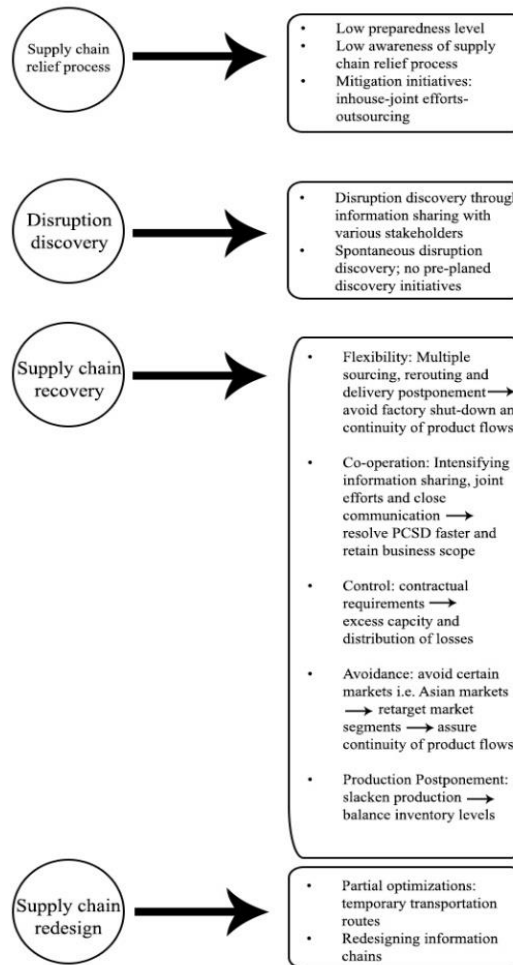 Supply chain
relief process
• Low preparedness level
• Low awareness of supply
chain relief process
• Mitigation initiatives:
inhouse-joint efforts-
outsourcing
Disruption
discovery
• Disruption discovery through
information sharing with
various stakeholders
• Spontaneous disruption
discovery; no pre-planed
discovery initiatives
Supply chain
recovery
• Flexibility: Multiple
sourcing, rerouting and
delivery postponement →
avoid factory shut-down an
continuity of product flows
• Co-operation: Intensifying
information sharing, joint
efforts and close
communication →
resolve PCSD faster and
retain business scope
• Control: contractual
requirements →
excess capcity and
distribution of losses
• Avoidance: avoid certain
markets i.e. Asian markets
→ retarget market
segments → assure
continuity of product flows
• Production Postponement:
slacken production →
balance inventory levels
Supply chain
redesign
• Partial optimizations:
temporary transportation
routes
• Redesigning information
chains